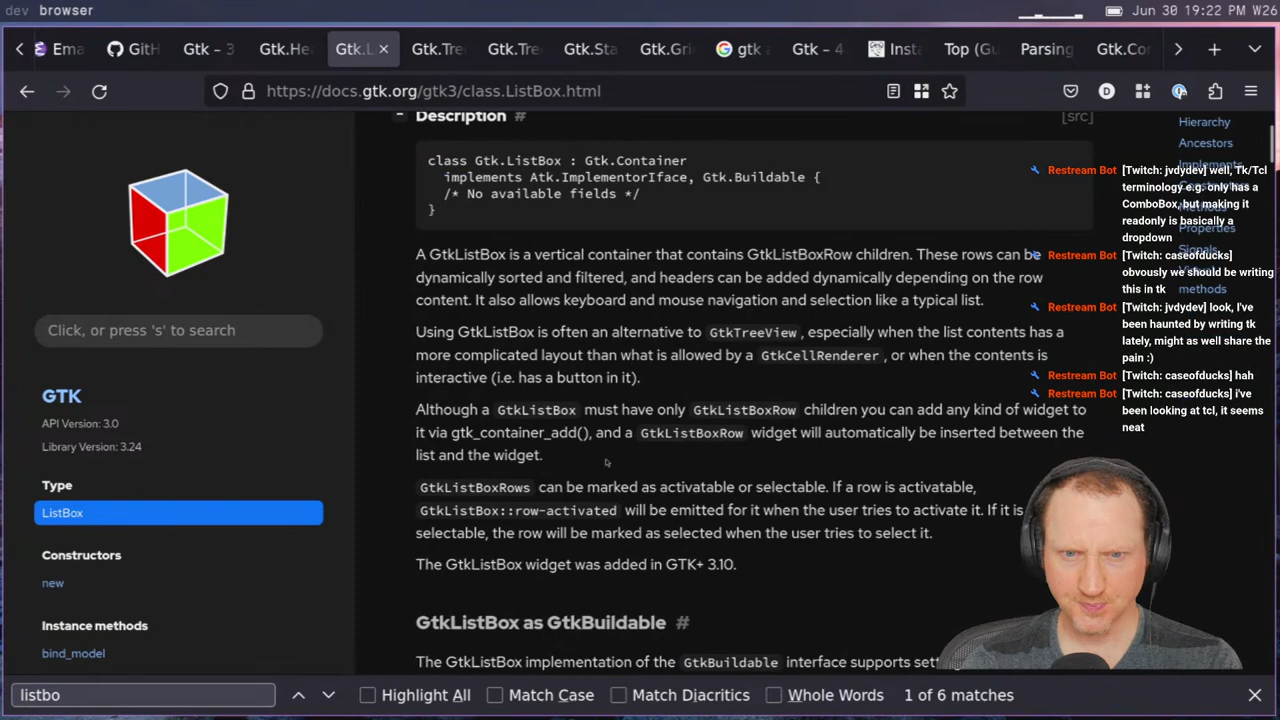 dev browser
Jun 30 19:22 W26
Ema
GitH
Gtk – 3
Gtk.He
Gtk.L
Gtk.Tre
Gtk.Tre
Gtk.Sta
Gtk.Gri
gtk
Gtk – 4
Insta
Top (Gu
Parsing
Gtk.Cor
https://docs.gtk.org/gtk3/class.ListBox.html
D
Click, or press 's' to search
GTK
API Version: 3.0
Library Version: 3.24
Type
ListBox
Constructors
new
Instance methods
bind_model
Description #
[src]
class Gtk.ListBox : Gtk.Container
implements Atk.ImplementorIface, Gtk.Buildable {
/* No available fields */
}
A GtkListBox is a vertical container that contains GtkListBoxRow children. These rows can be
dynamically sorted and filtered, and headers can be added dynamically depending on the row
content. It also allows keyboard and mouse navigation and selection like a typical list.
Using GtkListBox is often an alternative to GtkTreeView, especially when the list contents has a
more complicated layout than what is allowed by a GtkCellRenderer, or when the contents is
interactive (i.e. has a button in it).
Although a GtkListBox must have only GtkListBoxRow children you can add any kind of widget to
it via gtk_container_add(), and a GtkListBoxRow widget will automatically be inserted between the
list and the widget.
GtkListBoxRows can be marked as activatable or selectable. If a row is activatable,
GtkListBox::row-activated will be emitted for it when the user tries to activate it. If it is
selectable, the row will be marked as selected when the user tries to select it.
The GtkListBox widget was added in GTK+ 3.10.
GtkListBox as GtkBuildable #
The GtkListBox implementation of the GtkBuildable interface supports set
Hierarchy
Ancestors
Implements
Methods
Properties
Signals
methods
Restream Bot [Twitch: jvdydev] well, Tk/Tcl
terminology e.g. only has a
ComboBox, but making it
readonly is basically a
dropdown
Restream Bot [Twitch: caseofducks]
obviously we should be writing
this in tk
Restream Bot [Twitch: jvdydev] look, I've
been haunted by writing tk
lately, might as well share the
pain :)
Restream Bot [Twitch: caseofducks] hah
Restream Bot [Twitch: caseofducks] i've
been looking at tcl, it seems
neat
listbo
Highlight All
Match Case
Match Diacritics
Whole Words
1 of 6 matches